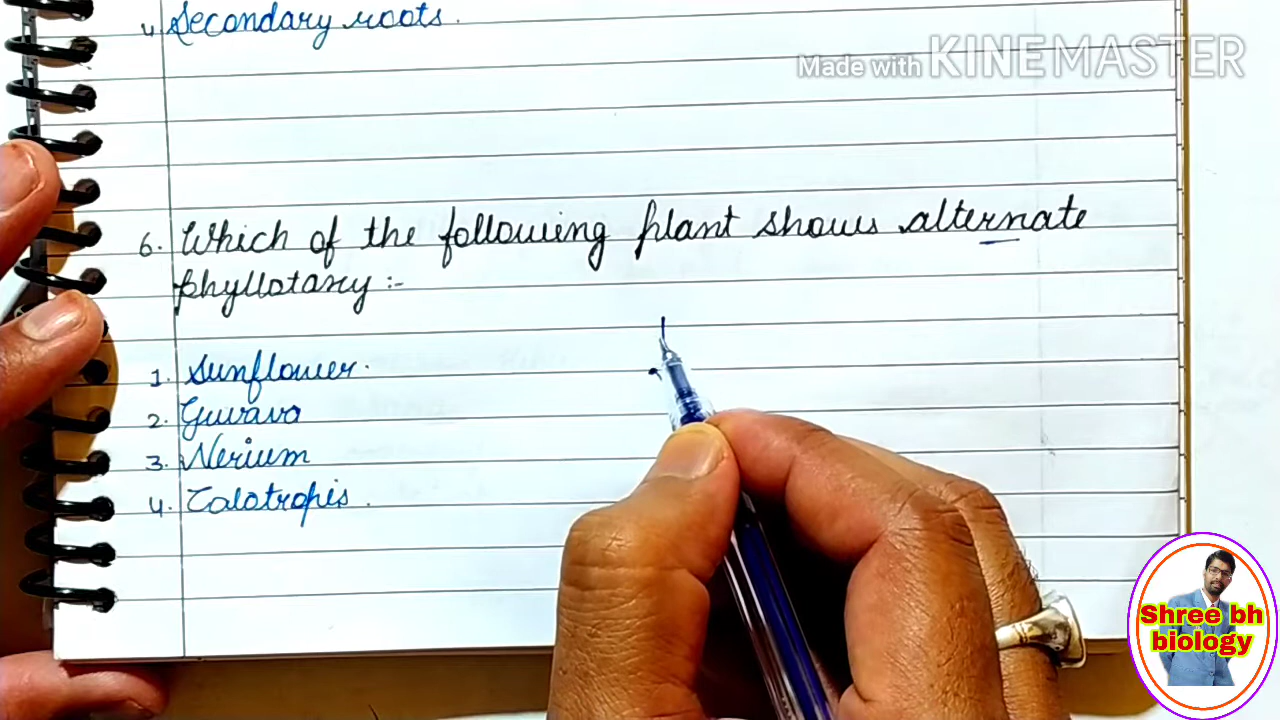 4. Secondary roots.
Made with KINEMASTER
6. Which of the following plant shows alternate
phyllotaxy :-
1. Sunflower.
2. Guvava
3. Nerium
4. Calotropis.
Shree bh
biology